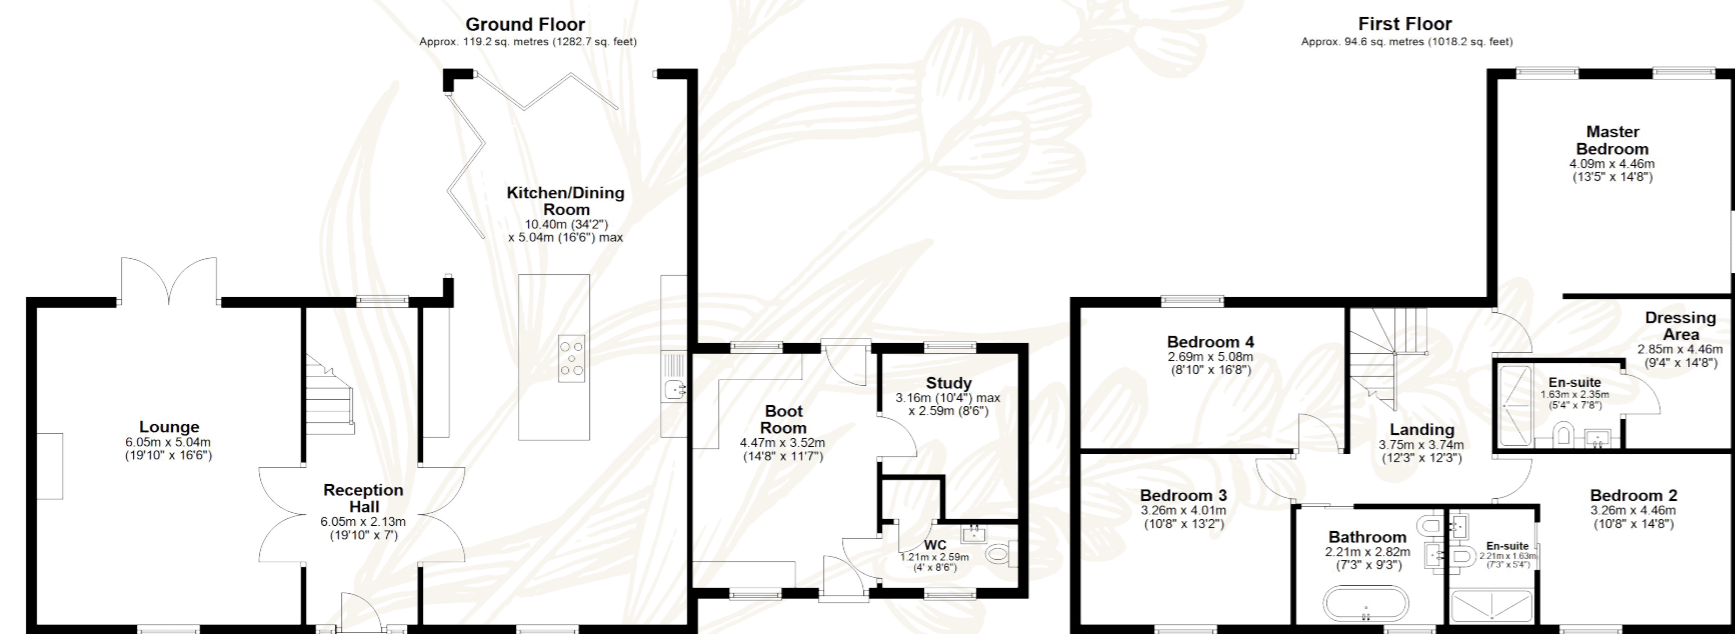 Ground Floor
Approx. 119.2 sq. metres (1282.7 sq. feet)
Kitchen/Dining
Room
10.40m (34'2")
x 5.04m (16'6") max
Lounge
6.05m x 5.04m
(19'10" x 16'6")
Reception
Hall
6.05m x 2.13m
(19'10" x 7')
Boot
Room
4.47m x 3.52m
(14'8" x 11'7")
Study
3.16m (10'4") max
x 2.59m (8'6")
WC
1.21m x 2.59m
(4' x 8'6")
First Floor
Approx. 94.6 sq. metres (1018.2 sq. feet)
Master
Bedroom
4.09m x 4.46m
(13'5" x 14'8")
Dressing
Area
2.85m x 4.46m
(9'4" x 14'8")
Bedroom 4
2.69m x 5.08m
(8'10" x 16'8")
En-suite
1.63m x 2.35m
(5'4" x 7'8")
Landing
3.75m x 3.74m
(12'3" x 12'3")
Bedroom 3
3.26m x 4.01m
(10'8" x 13'2")
Bedroom 2
3.26m x 4.46m
(10'8" x 14'8")
Bathroom
2.21m x 2.82m
(7'3" x 9'3")
En-suite
2.21m x 1.63m
(7'3" x 5'4")